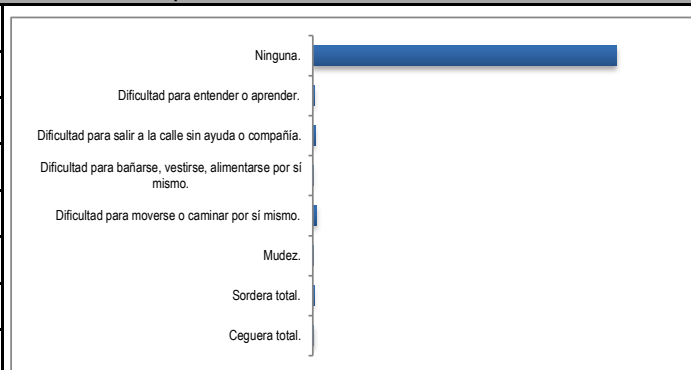 Ninguna.
Dificultad para entender o aprender.
Dificultad para salir a la calle sin ayuda o compañía.
Dificultad para bañarse, vestirse, alimentarse por sí
mismo.
Dificultad para moverse o caminar por sí mismo.
Mudez.
Sordera total.
Ceguera total.